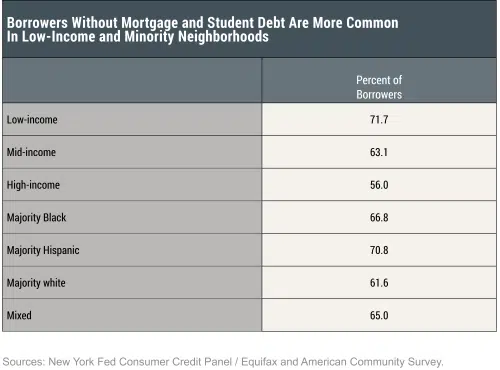 Borrowers Without Mortgage and Student Debt Are More Common
In Low-Income and Minority Neighborhoods
Percent of
Borrowers
Low-income 71.7
Mid-income 63.1
High-income 56.0
Majority Black 66.8
Majority Hispanic 70.8
Majority white 61.6
Mixed 65.0
Sources: New York Fed Consumer Credit Panel / Equifax and American Community Survey.